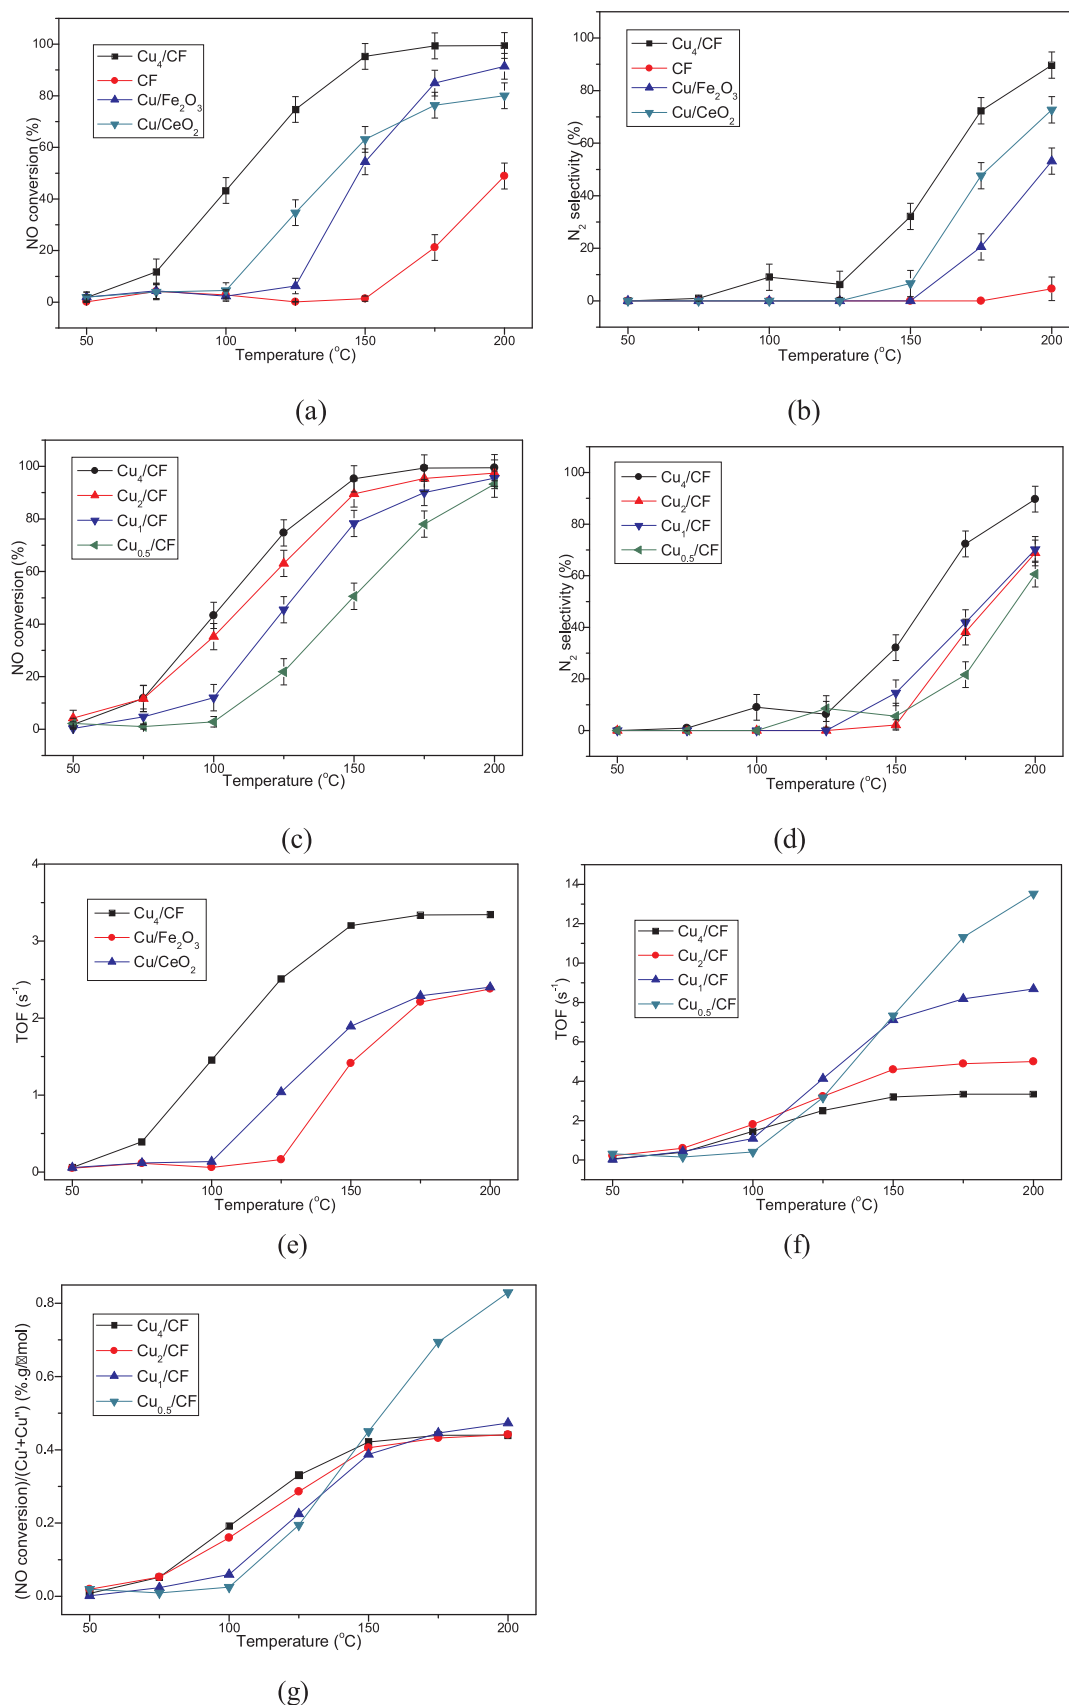 Cu4/CF
CF
Cu/Fe2O3
Cu/CeO2
NO conversion (%)
100
80
60
40
20
0
50
100
150
200
Temperature (°C)
(a)
Cu4/CF
CF
Cu/Fe2O3
Cu/CeO2
N2 selectivity (%)
100
80
60
40
20
0
50
100
150
200
Temperature (°C)
(b)
Cu4/CF
Cu2/CF
Cu1/CF
Cu0.5/CF
NO conversion (%)
100
80
60
40
20
0
50
100
150
200
Temperature (°C)
(c)
Cu4/CF
Cu2/CF
Cu1/CF
Cu0.5/CF
N2 selectivity (%)
100
80
60
40
20
0
50
100
150
200
Temperature (°C)
(d)
Cu4/CF
Cu/Fe2O3
Cu/CeO2
TOF (s-1)
4
3
2
1
0
50
100
150
200
Temperature (°C)
(e)
Cu4/CF
Cu2/CF
Cu1/CF
Cu0.5/CF
TOF (s-1)
14
12
10
8
6
4
2
0
50
100
150
200
Temperature (°C)
(f)
Cu4/CF
Cu2/CF
Cu1/CF
Cu0.5/CF
(NO conversion)/(Cu'+Cu'') (%.g/□mol)
0.8
0.6
0.4
0.2
0.0
50
100
150
200
Temperature (°C)
(g)